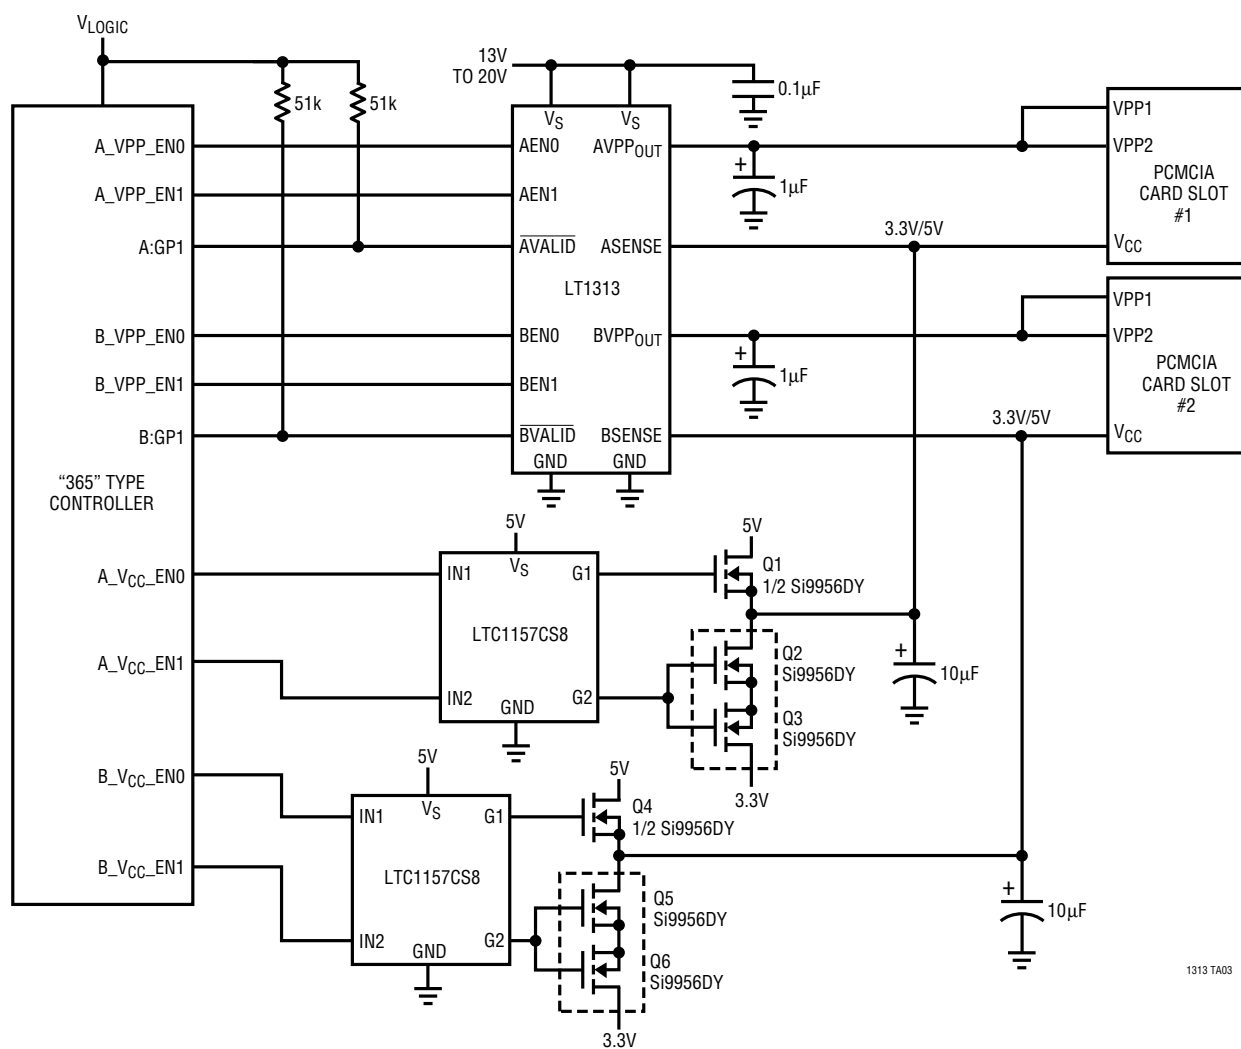 VLOGIC
51k
51k
13V
TO 20V
0.1µF
VS
VS
A_VPP_EN0
AEN0
AVPPOUT
A_VPP_EN1
AEN1
1µF
A:GP1
AVALID
ASENSE
3.3V/5V
LT1313
VPP1
VPP2
PCMCIA
CARD SLOT
#1
VCC
B_VPP_EN0
BEN0
BVPPOUT
B_VPP_EN1
BEN1
1µF
B:GP1
BVALID
BSENSE
3.3V/5V
GND
GND
VPP1
VPP2
PCMCIA
CARD SLOT
#2
VCC
“365” TYPE
CONTROLLER
5V
VS
A_VCC_EN0
IN1
G1
5V
Q1
1/2 Si9956DY
LTC1157CS8
A_VCC_EN1
IN2
G2
GND
Q2
Si9956DY
Q3
Si9956DY
3.3V
+
10µF
5V
VS
B_VCC_EN0
IN1
G1
5V
Q4
1/2 Si9956DY
LTC1157CS8
B_VCC_EN1
IN2
G2
GND
Q5
Si9956DY
Q6
Si9956DY
3.3V
+
10µF
+
+
1313 TA03